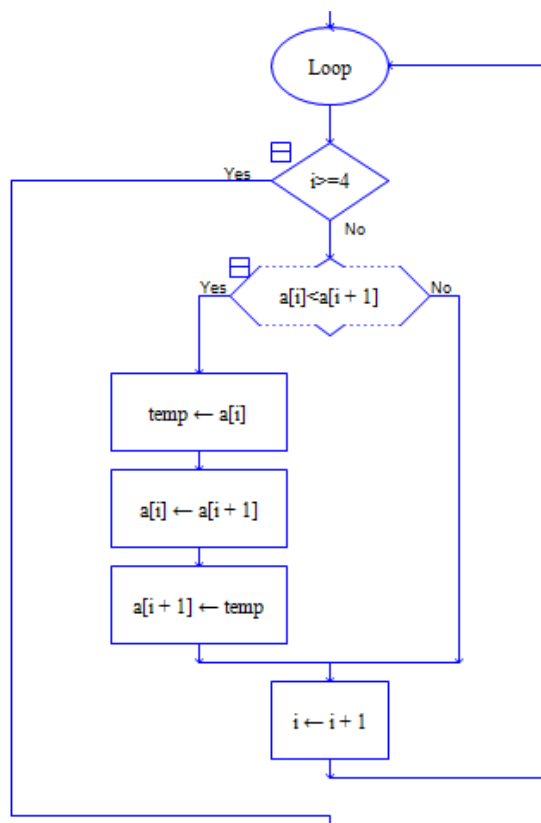 Loop
i>=4
Yes
No
a[i]<a[i + 1]
Yes
No
temp ← a[i]
a[i] ← a[i + 1]
a[i + 1] ← temp
i ← i + 1